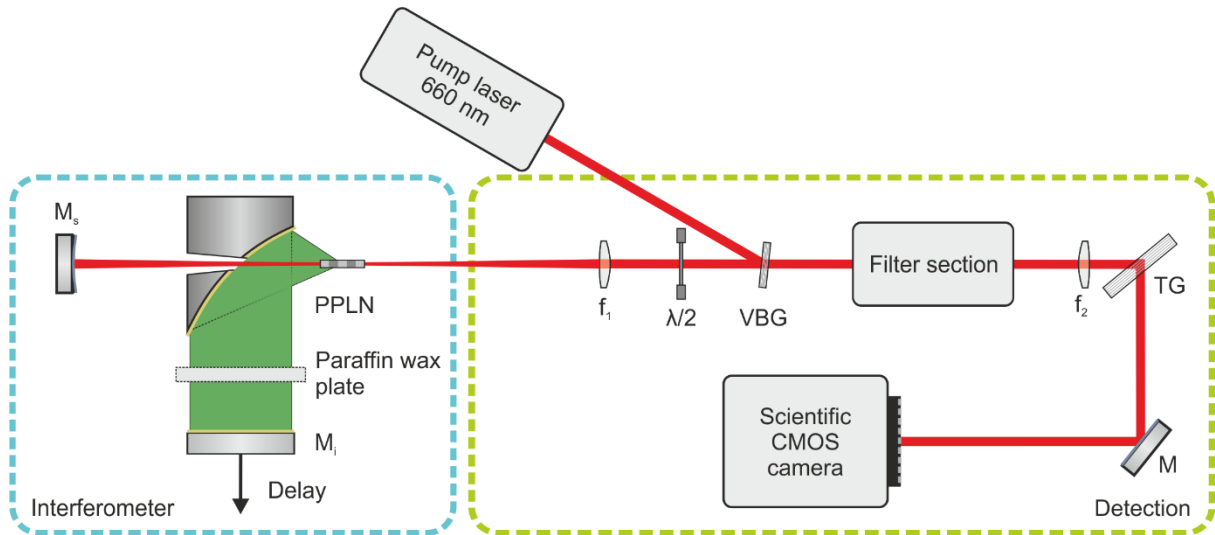 Pump laser
660 nm
Mₛ
PPLN
Paraffin wax
plate
Mᵢ
Delay
Interferometer
f₁
λ/2
VBG
Filter section
f₂
TG
Scientific
CMOS
camera
M
Detection